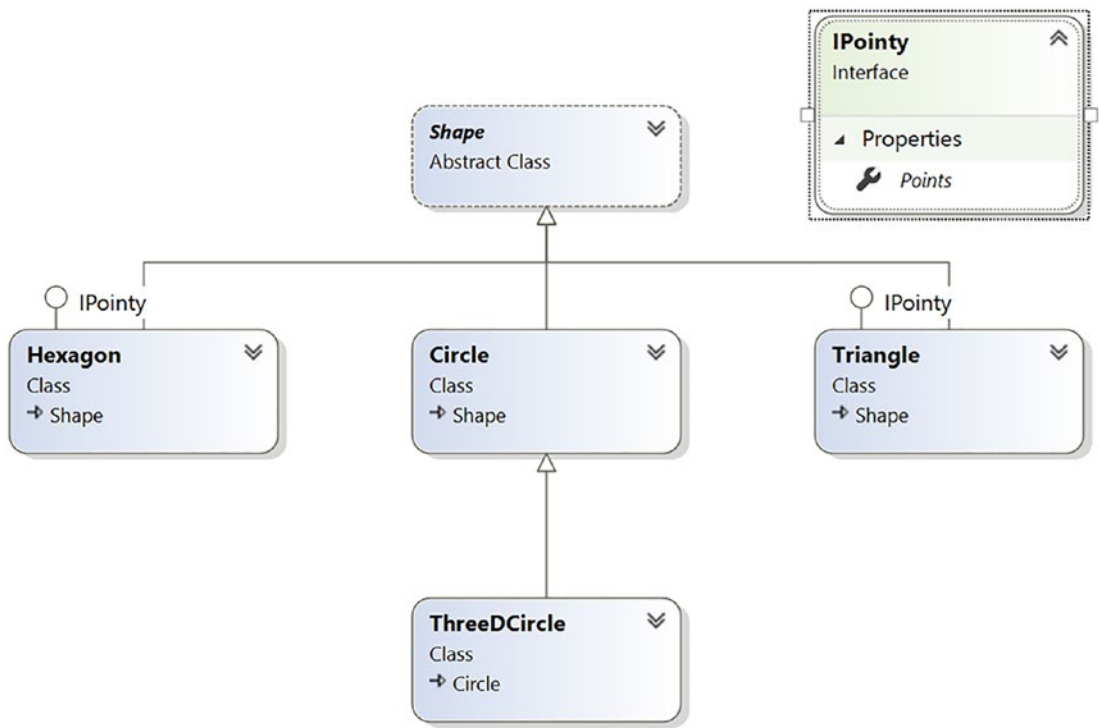 IPointy
Interface
Properties
Points
Shape
Abstract Class
IPointy
IPointy
Hexagon
Class
Shape
Circle
Class
Shape
Triangle
Class
Shape
ThreeDCircle
Class
Circle